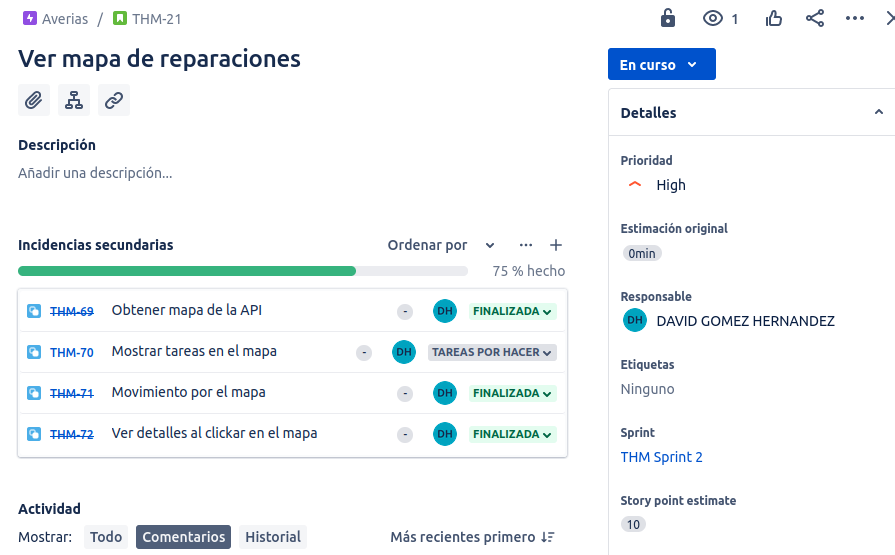 Averias / THM-21
1
Ver mapa de reparaciones
Descripción
Añadir una descripción...
Incidencias secundarias
Ordenar por
75 % hecho
THM-69 Obtener mapa de la API - DH FINALIZADA
THM-70 Mostrar tareas en el mapa - DH TAREAS POR HACER
THM-71 Movimiento por el mapa - DH FINALIZADA
THM-72 Ver detalles al clickar en el mapa - DH FINALIZADA
Actividad
Mostrar: Todo Comentarios Historial Más recientes primero
En curso
Detalles
Prioridad
High
Estimación original
0min
Responsable
DH DAVID GOMEZ HERNANDEZ
Etiquetas
Ninguno
Sprint
THM Sprint 2
Story point estimate
10